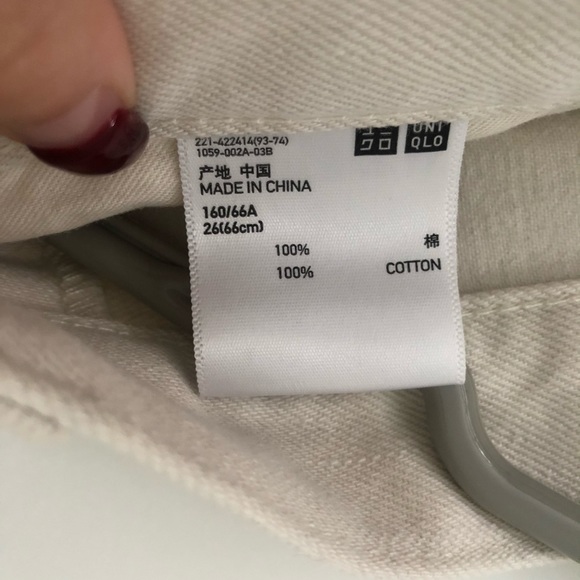 221-422414(93-74)
1059-002A-03B
ユニ
クロ
UNI
QLO
产地 中国
MADE IN CHINA
160/66A
26(66cm)
100% 棉
100% COTTON